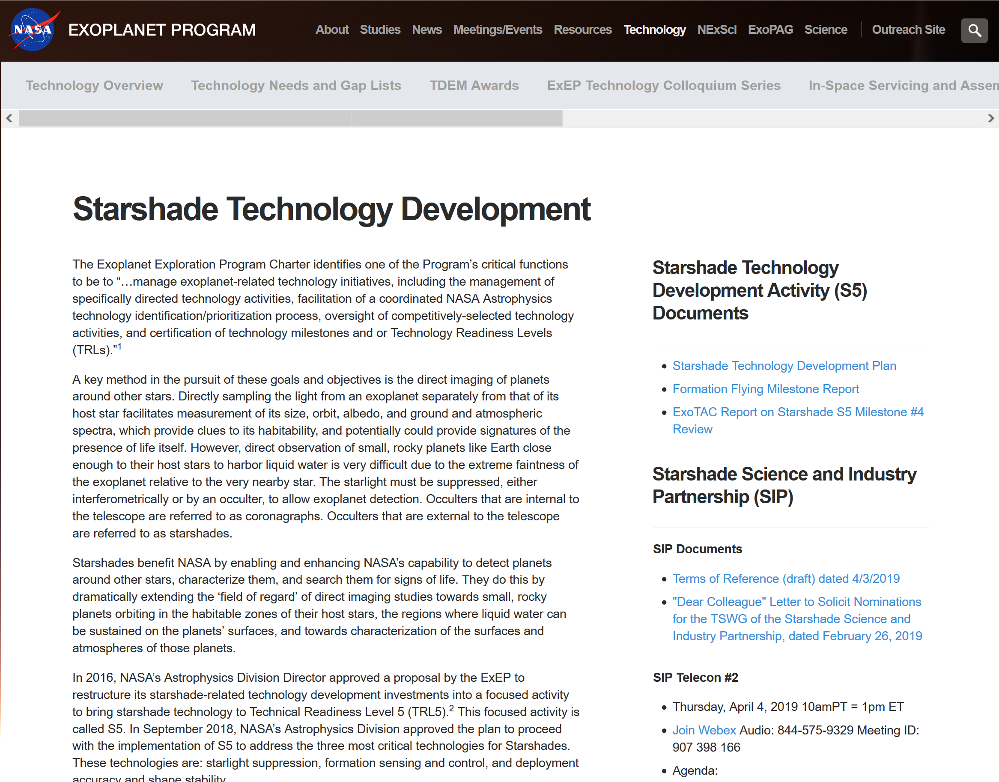 NASA
EXOPLANET PROGRAM
About Studies News Meetings/Events Resources Technology NExScI ExoPAG Science Outreach Site
Technology Overview Technology Needs and Gap Lists TDEM Awards ExEP Technology Colloquium Series In-Space Servicing and Assem
Starshade Technology Development
The Exoplanet Exploration Program Charter identifies one of the Program’s critical functions
to be to “…manage exoplanet-related technology initiatives, including the management of
specifically directed technology activities, facilitation of a coordinated NASA Astrophysics
technology identification/prioritization process, oversight of competitively-selected technology
activities, and certification of technology milestones and or Technology Readiness Levels
(TRLs).”1
A key method in the pursuit of these goals and objectives is the direct imaging of planets
around other stars. Directly sampling the light from an exoplanet separately from that of its
host star facilitates measurement of its size, orbit, albedo, and ground and atmospheric
spectra, which provide clues to its habitability, and potentially could provide signatures of the
presence of life itself. However, direct observation of small, rocky planets like Earth close
enough to their host stars to harbor liquid water is very difficult due to the extreme faintness of
the exoplanet relative to the very nearby star. The starlight must be suppressed, either
interferometrically or by an occulter, to allow exoplanet detection. Occulters that are internal to
the telescope are referred to as coronagraphs. Occulters that are external to the telescope
are referred to as starshades.
Starshades benefit NASA by enabling and enhancing NASA’s capability to detect planets
around other stars, characterize them, and search them for signs of life. They do this by
dramatically extending the ‘field of regard’ of direct imaging studies towards small, rocky
planets orbiting in the habitable zones of their host stars, the regions where liquid water can
be sustained on the planets’ surfaces, and towards characterization of the surfaces and
atmospheres of those planets.
In 2016, NASA’s Astrophysics Division Director approved a proposal by the ExEP to
restructure its starshade-related technology development investments into a focused activity
to bring starshade technology to Technical Readiness Level 5 (TRL5).2 This focused activity is
called S5. In September 2018, NASA’s Astrophysics Division approved the plan to proceed
with the implementation of S5 to address the three most critical technologies for Starshades.
These technologies are: starlight suppression, formation sensing and control, and deployment
accuracy and shape stability.
Starshade Technology
Development Activity (S5)
Documents
Starshade Technology Development Plan
Formation Flying Milestone Report
ExoTAC Report on Starshade S5 Milestone #4
Review
Starshade Science and Industry
Partnership (SIP)
SIP Documents
Terms of Reference (draft) dated 4/3/2019
"Dear Colleague" Letter to Solicit Nominations
for the TSWG of the Starshade Science and
Industry Partnership, dated February 26, 2019
SIP Telecon #2
Thursday, April 4, 2019 10amPT = 1pm ET
Join Webex Audio: 844-575-9329 Meeting ID:
907 398 166
Agenda: